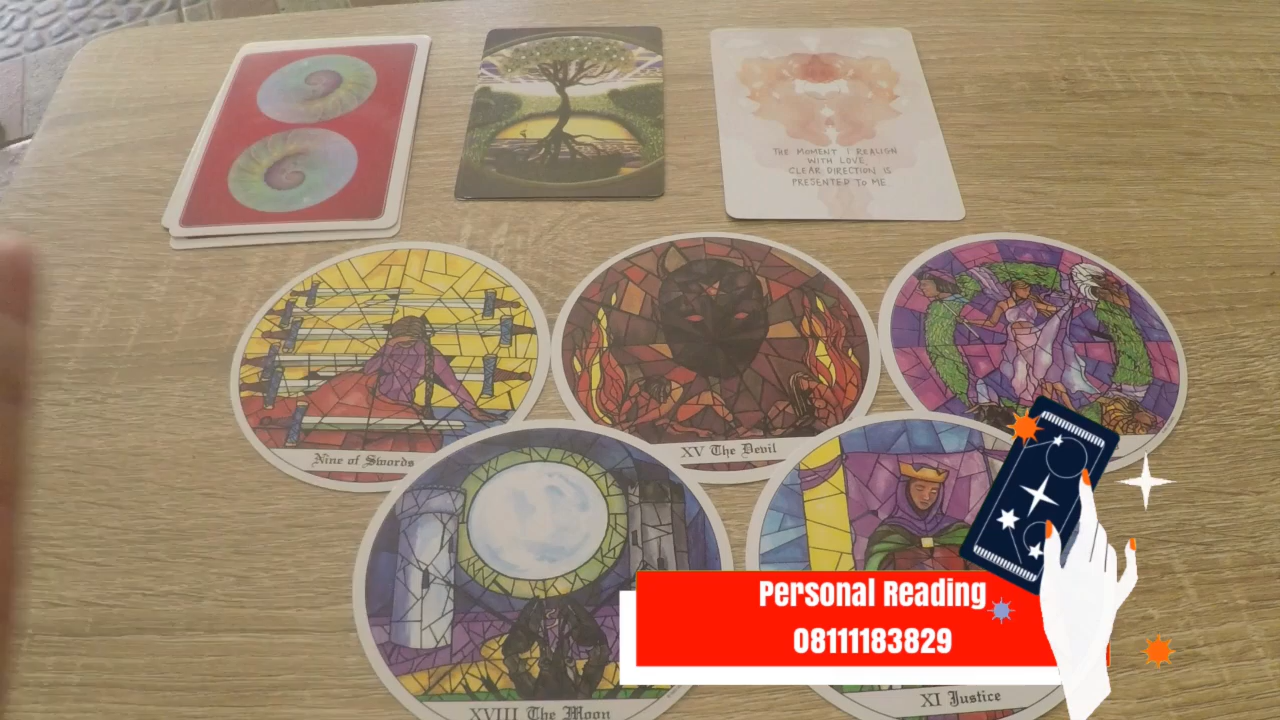 THE MOMENT I REALIGN
WITH LOVE,
CLEAR DIRECTION IS
PRESENTED TO ME
Nine of Swords
XV The Devil
XVIII The Moon
XI Justice
Personal Reading
08111183829